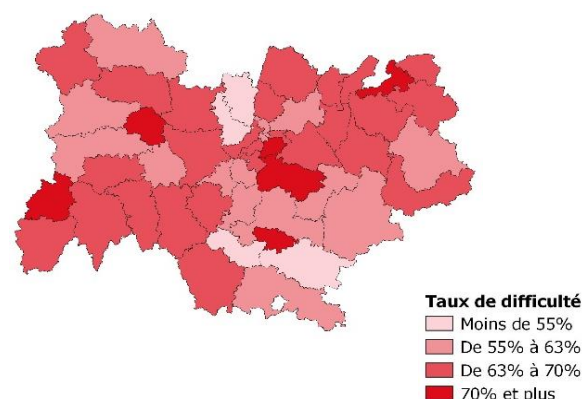 Taux de difficulté
Moins de 55%
De 55% à 63%
De 63% à 70%
70% et plus